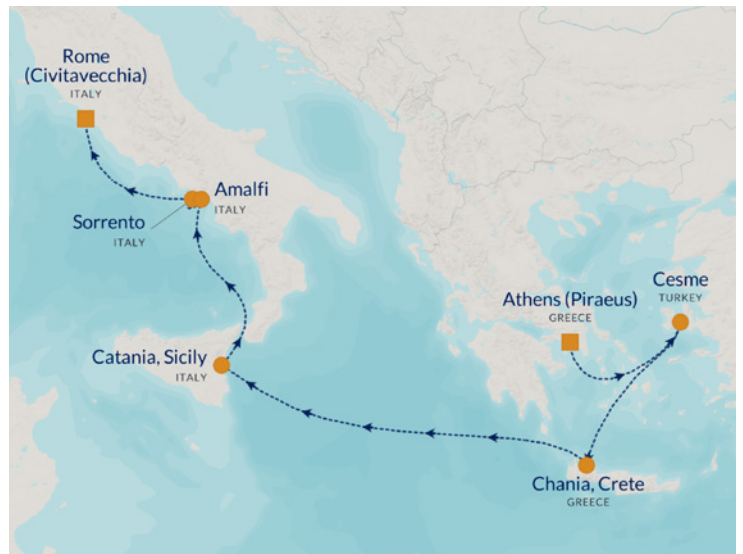 Rome
(Civitavecchia)
ITALY
Amalfi
ITALY
Sorrento
ITALY
Cesme
TURKEY
Athens (Piraeus)
GREECE
Catania, Sicily
ITALY
Chania, Crete
GREECE